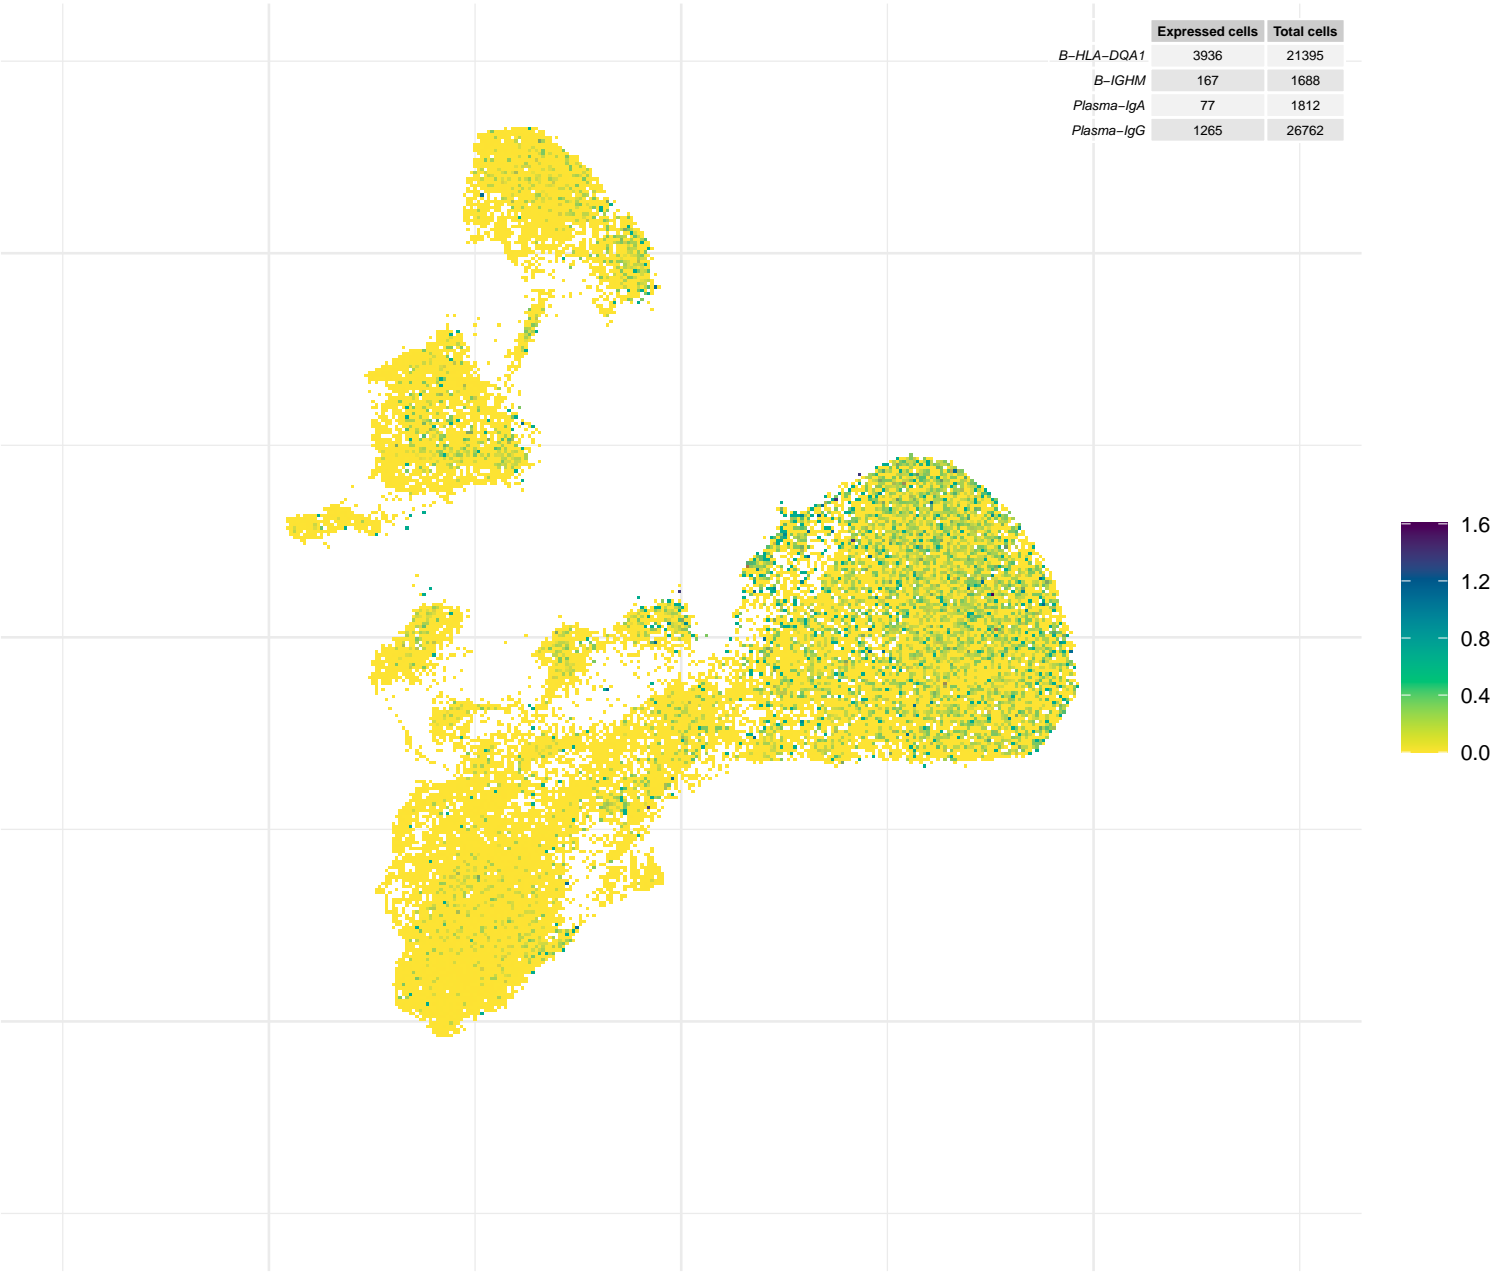 Expressed cells Total cells
B−HLA−DQA1 3936 21395
B−IGHM 167 1688
Plasma−IgA 77 1812
Plasma−IgG 1265 26762
1.6
1.2
0.8
0.4
0.0